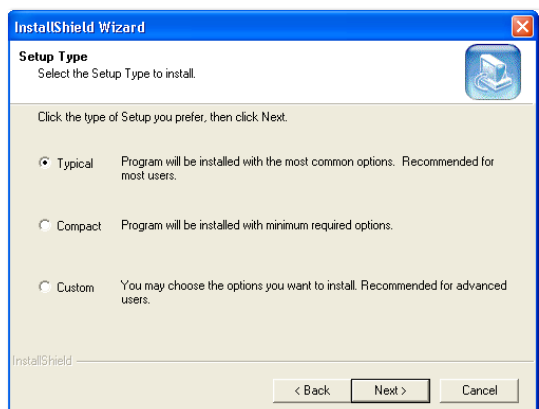 InstallShield Wizard
Setup Type
Select the Setup Type to install.
Click the type of Setup you prefer, then click Next.
Typical Program will be installed with the most common options. Recommended for
most users.
Compact Program will be installed with minimum required options.
Custom You may choose the options you want to install. Recommended for advanced
users.
InstallShield
< Back Next > Cancel